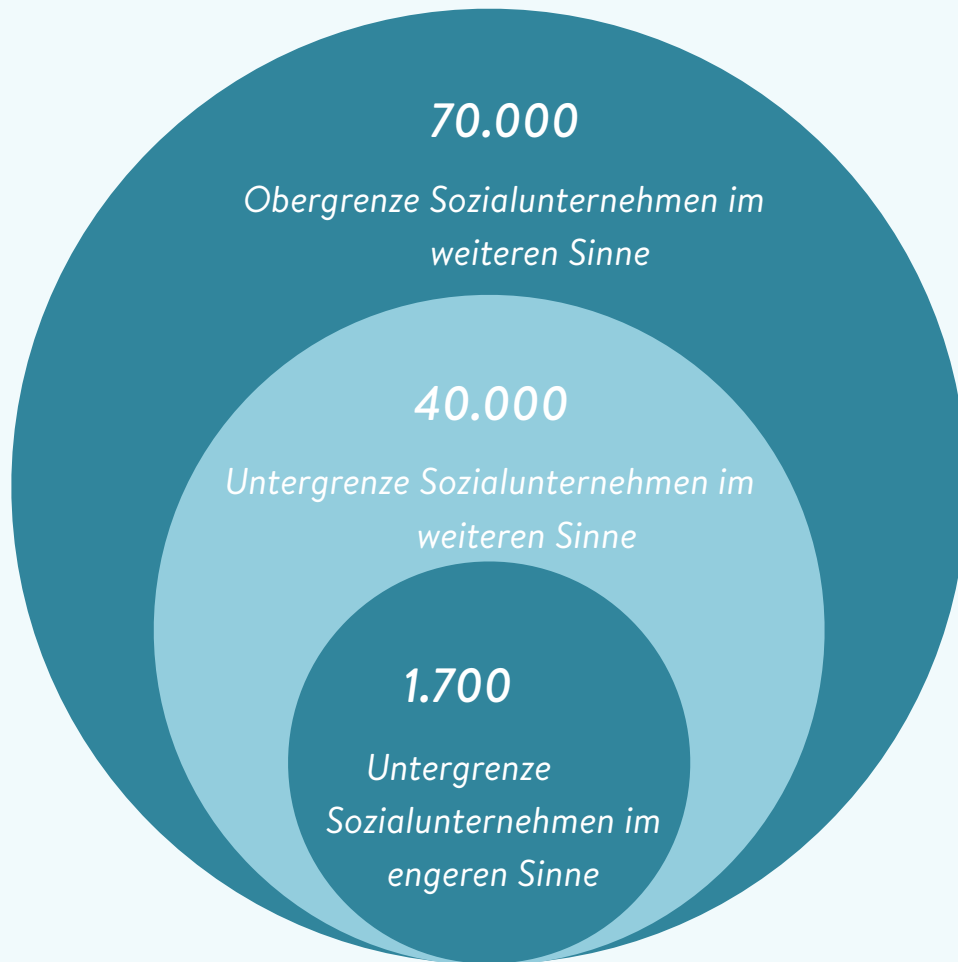 70.000
Obergrenze Sozialunternehmen im
weiteren Sinne
40.000
Untergrenze Sozialunternehmen im
weiteren Sinne
1.700
Untergrenze
Sozialunternehmen im
engeren Sinne